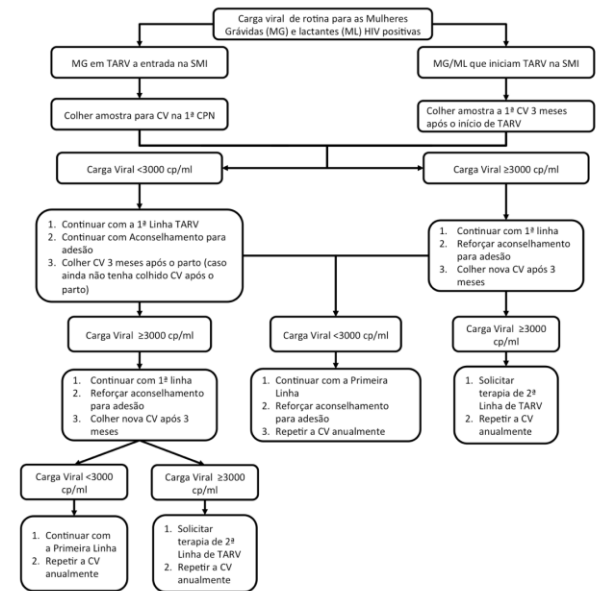 Carga viral de rotina para as Mulheres
Grávidas (MG) e lactantes (ML) HIV positivas
MG em TARV a entrada na SMI
MG/ML que iniciam TARV na SMI
Colher amostra para CV na 1ª CPN
Colher amostra a 1ª CV 3 meses
após o início de TARV
Carga Viral <3000 cp/ml
Carga Viral ≥3000 cp/ml
1. Continuar com a 1ª Linha TARV
2. Continuar com Aconselhamento para
adesão
3. Colher CV 3 meses após o parto (caso
ainda não tenha colhido CV após o
parto)
1. Continuar com 1ª linha
2. Reforçar aconselhamento
para adesão
3. Colher nova CV após 3
meses
Carga Viral ≥3000 cp/ml
Carga Viral <3000 cp/ml
Carga Viral ≥3000
cp/ml
1. Continuar com 1ª linha
2. Reforçar aconselhamento
para adesão
3. Colher nova CV após 3
meses
1. Continuar com a Primeira
Linha
2. Reforçar aconselhamento
para adesão
3. Repetir a CV anualmente
1. Solicitar
terapia de 2ª
Linha de TARV
2. Repetir a CV
anualmente
Carga Viral <3000
cp/ml
Carga Viral ≥3000
cp/ml
1. Continuar com
a Primeira Linha
2. Repetir a CV
anualmente
1. Solicitar
terapia de 2ª
Linha de TARV
2. Repetir a CV
anualmente